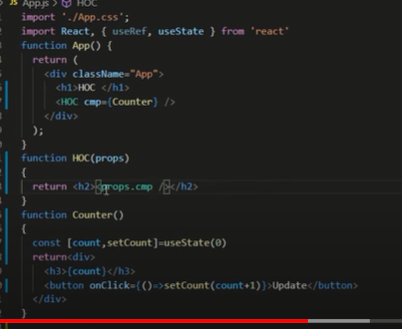 JS App.js > HOC
import './App.css';
import React, { useRef, useState } from 'react'
function App() {
return (
<div className="App">
<h1>HOC </h1>
<HOC cmp={Counter} />
</div>
);
}
function HOC(props)
{
return <h2><props.cmp /></h2>
}
function Counter()
{
const [count,setCount]=useState(0)
return<div>
<h3>{count}</h3>
<button onClick={()=>setCount(count+1)}>Update</button>
</div>
}